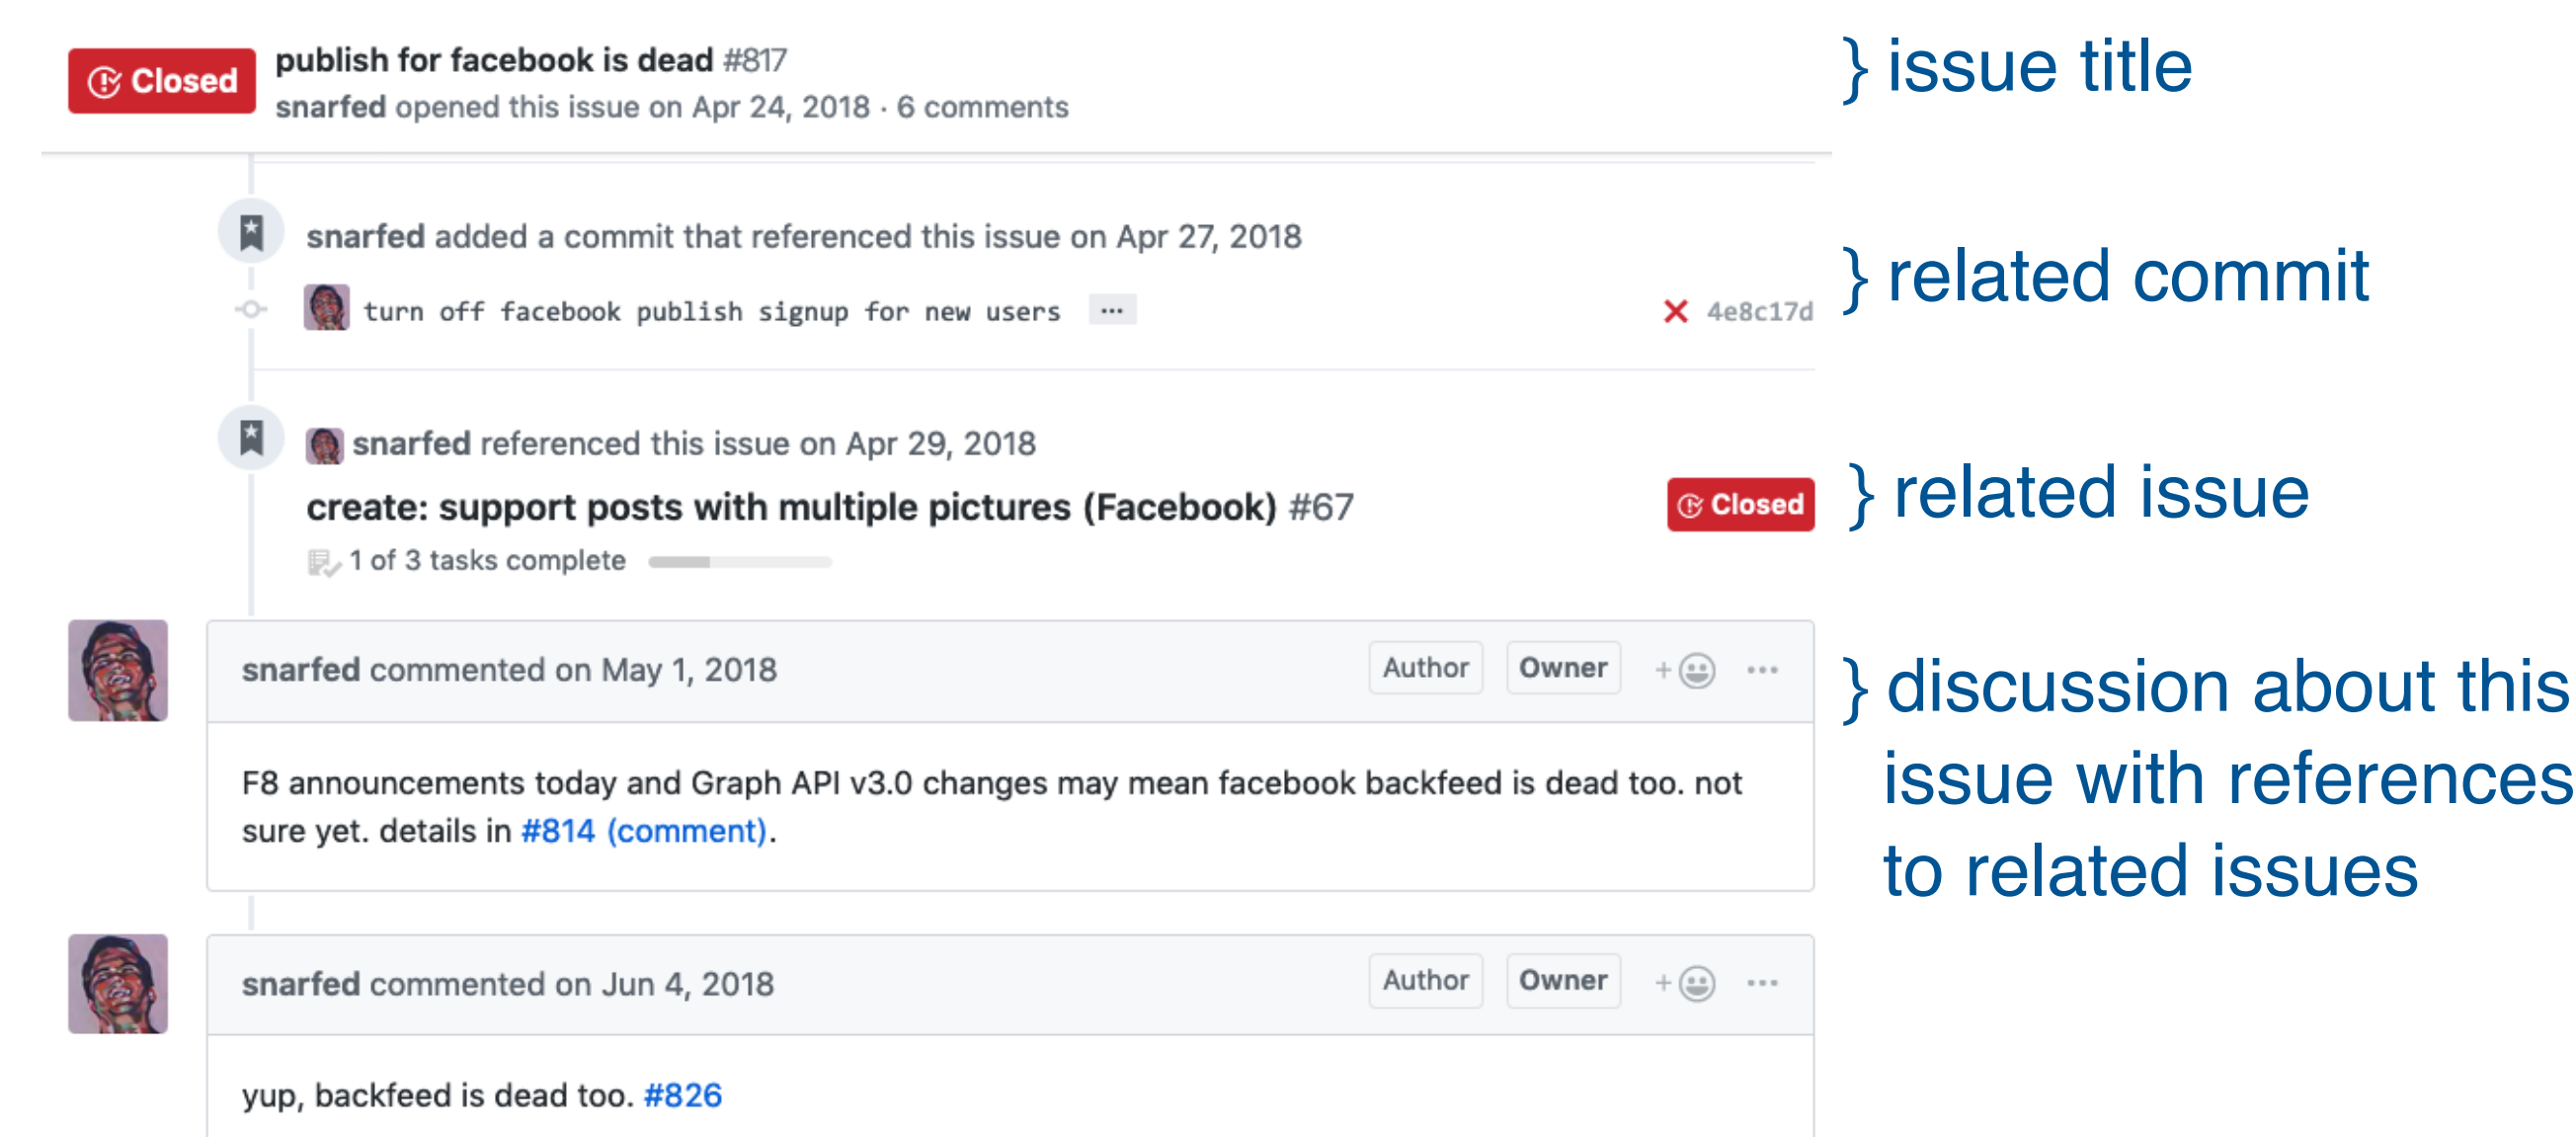 Closed
publish for facebook is dead #817
snarfed opened this issue on Apr 24, 2018 · 6 comments
} issue title
snarfed added a commit that referenced this issue on Apr 27, 2018
turn off facebook publish signup for new users ...
4e8c17d
} related commit
snarfed referenced this issue on Apr 29, 2018
create: support posts with multiple pictures (Facebook) #67
Closed
1 of 3 tasks complete
} related issue
snarfed commented on May 1, 2018
Author Owner + ...
F8 announcements today and Graph API v3.0 changes may mean facebook backfeed is dead too. not
sure yet. details in #814 (comment).
} discussion about this
issue with references
to related issues
snarfed commented on Jun 4, 2018
Author Owner + ...
yup, backfeed is dead too. #826